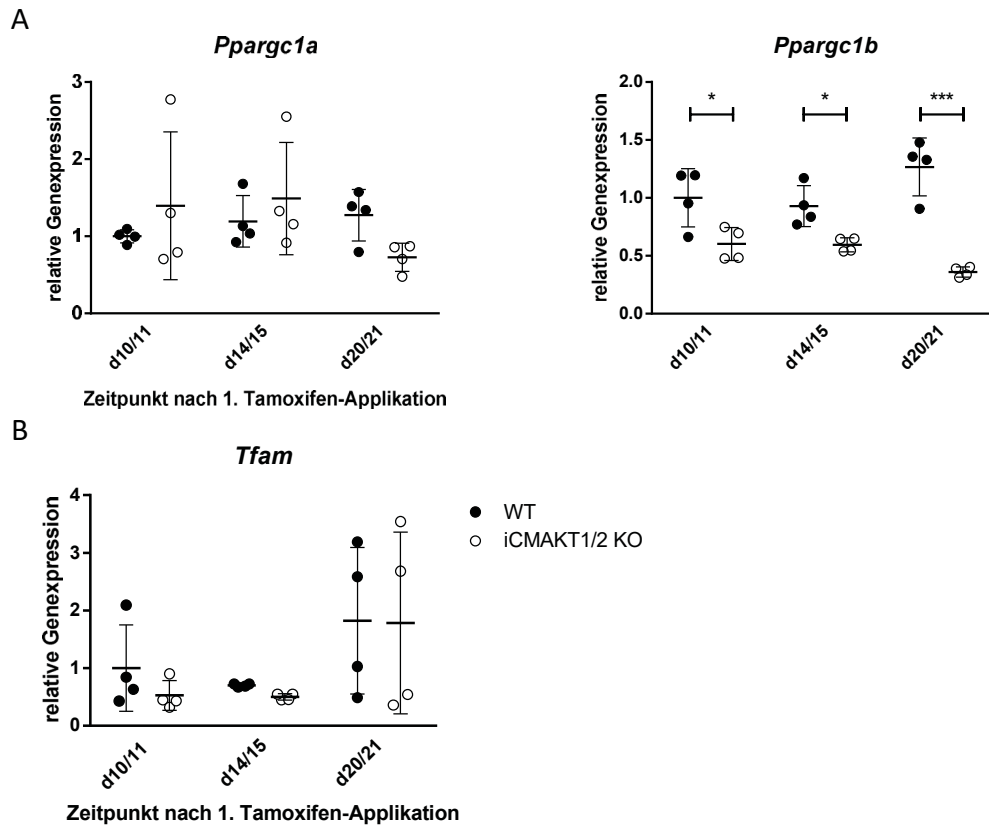 A
Ppargc1a
relative Genexpression
3
2
1
0
d10/11
d14/15
d20/21
Zeitpunkt nach 1. Tamoxifen-Applikation
Ppargc1b
relative Genexpression
2.0
1.5
1.0
0.5
0.0
*
*
***
d10/11
d14/15
d20/21
B
Tfam
relative Genexpression
4
3
2
1
0
d10/11
d14/15
d20/21
Zeitpunkt nach 1. Tamoxifen-Applikation
WT
iCMAKT1/2 KO